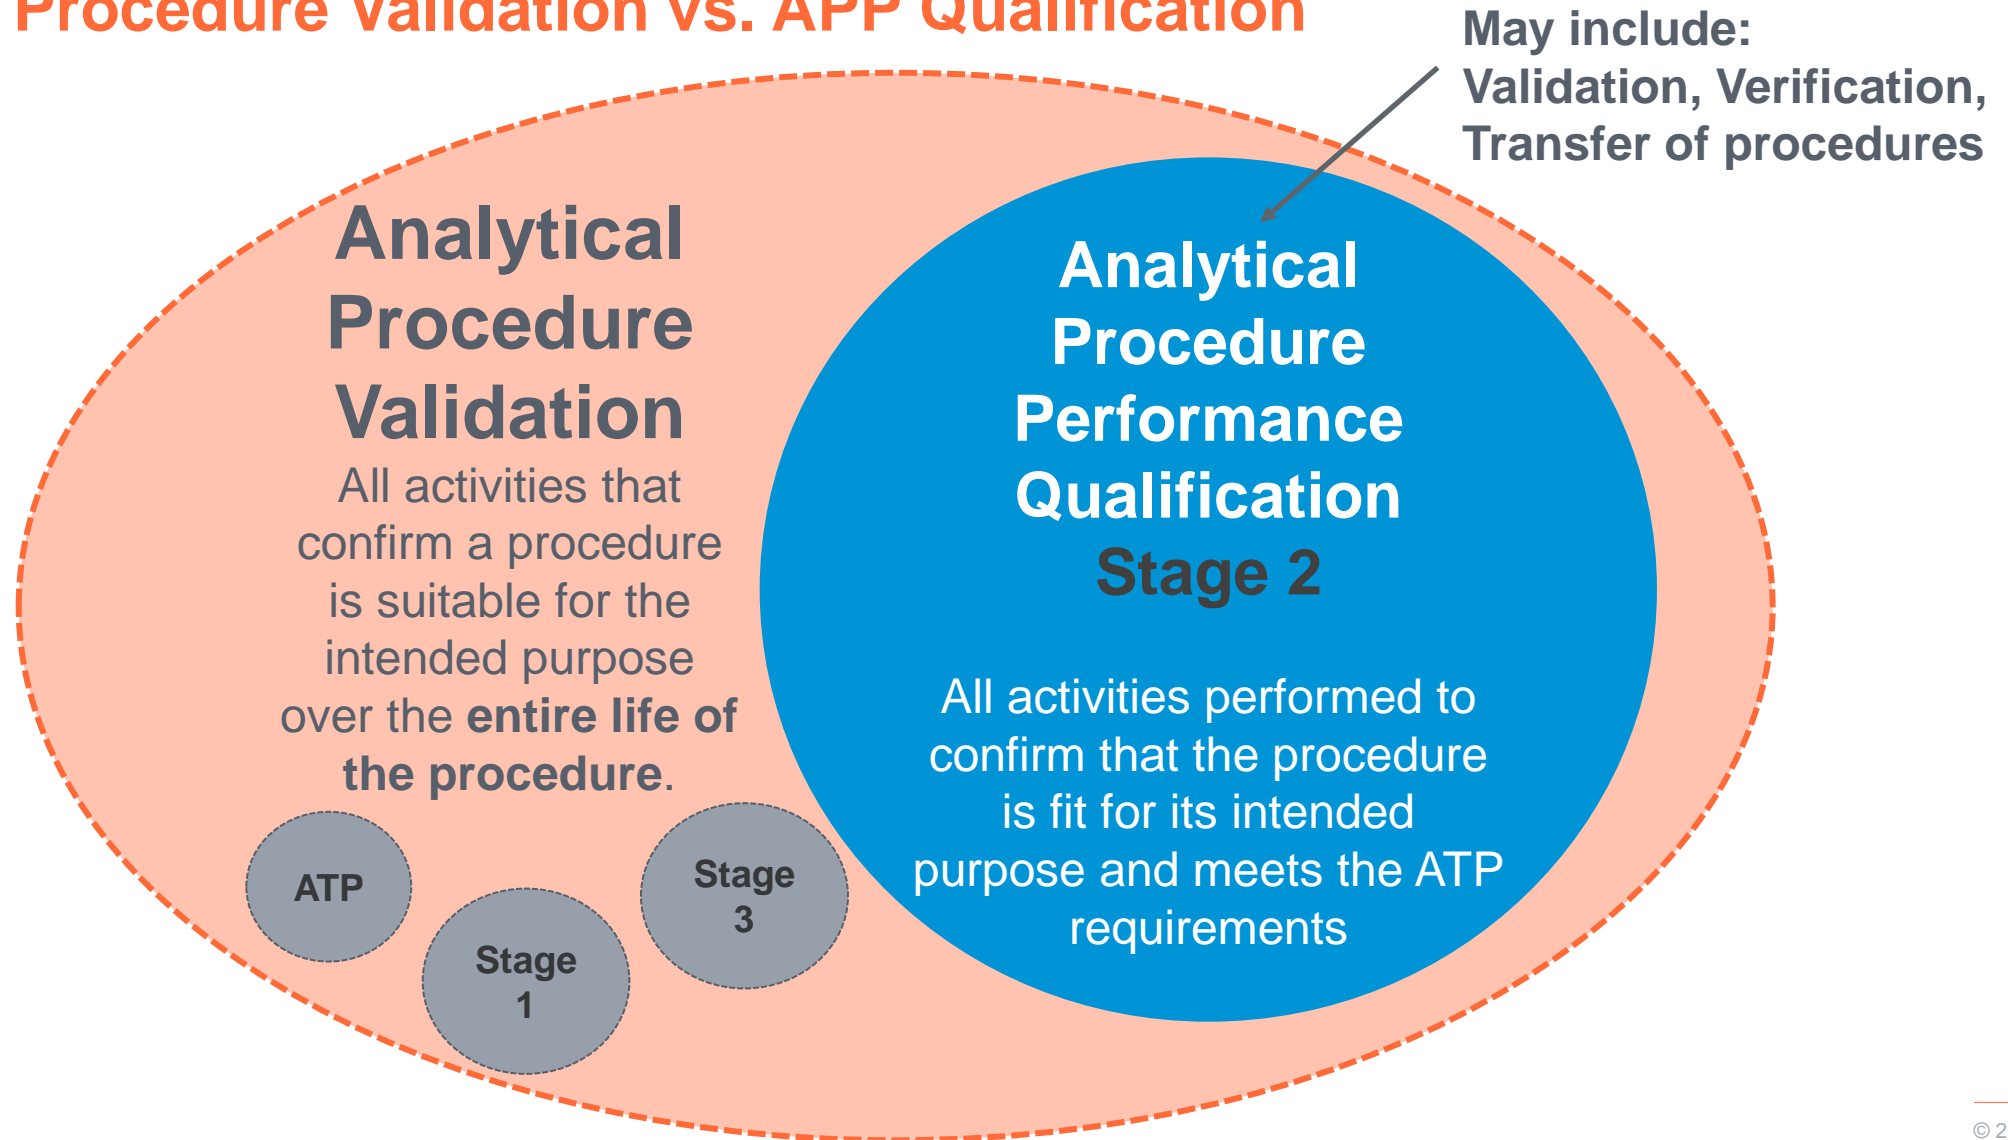 Procedure Validation vs. APP Qualification
May include:
Validation, Verification,
Transfer of procedures
Analytical
Procedure
Validation
All activities that
confirm a procedure
is suitable for the
intended purpose
over the entire life of
the procedure.
ATP
Stage
1
Stage
3
Analytical
Procedure
Performance
Qualification
Stage 2
All activities performed to
confirm that the procedure
is fit for its intended
purpose and meets the ATP
requirements
© 2